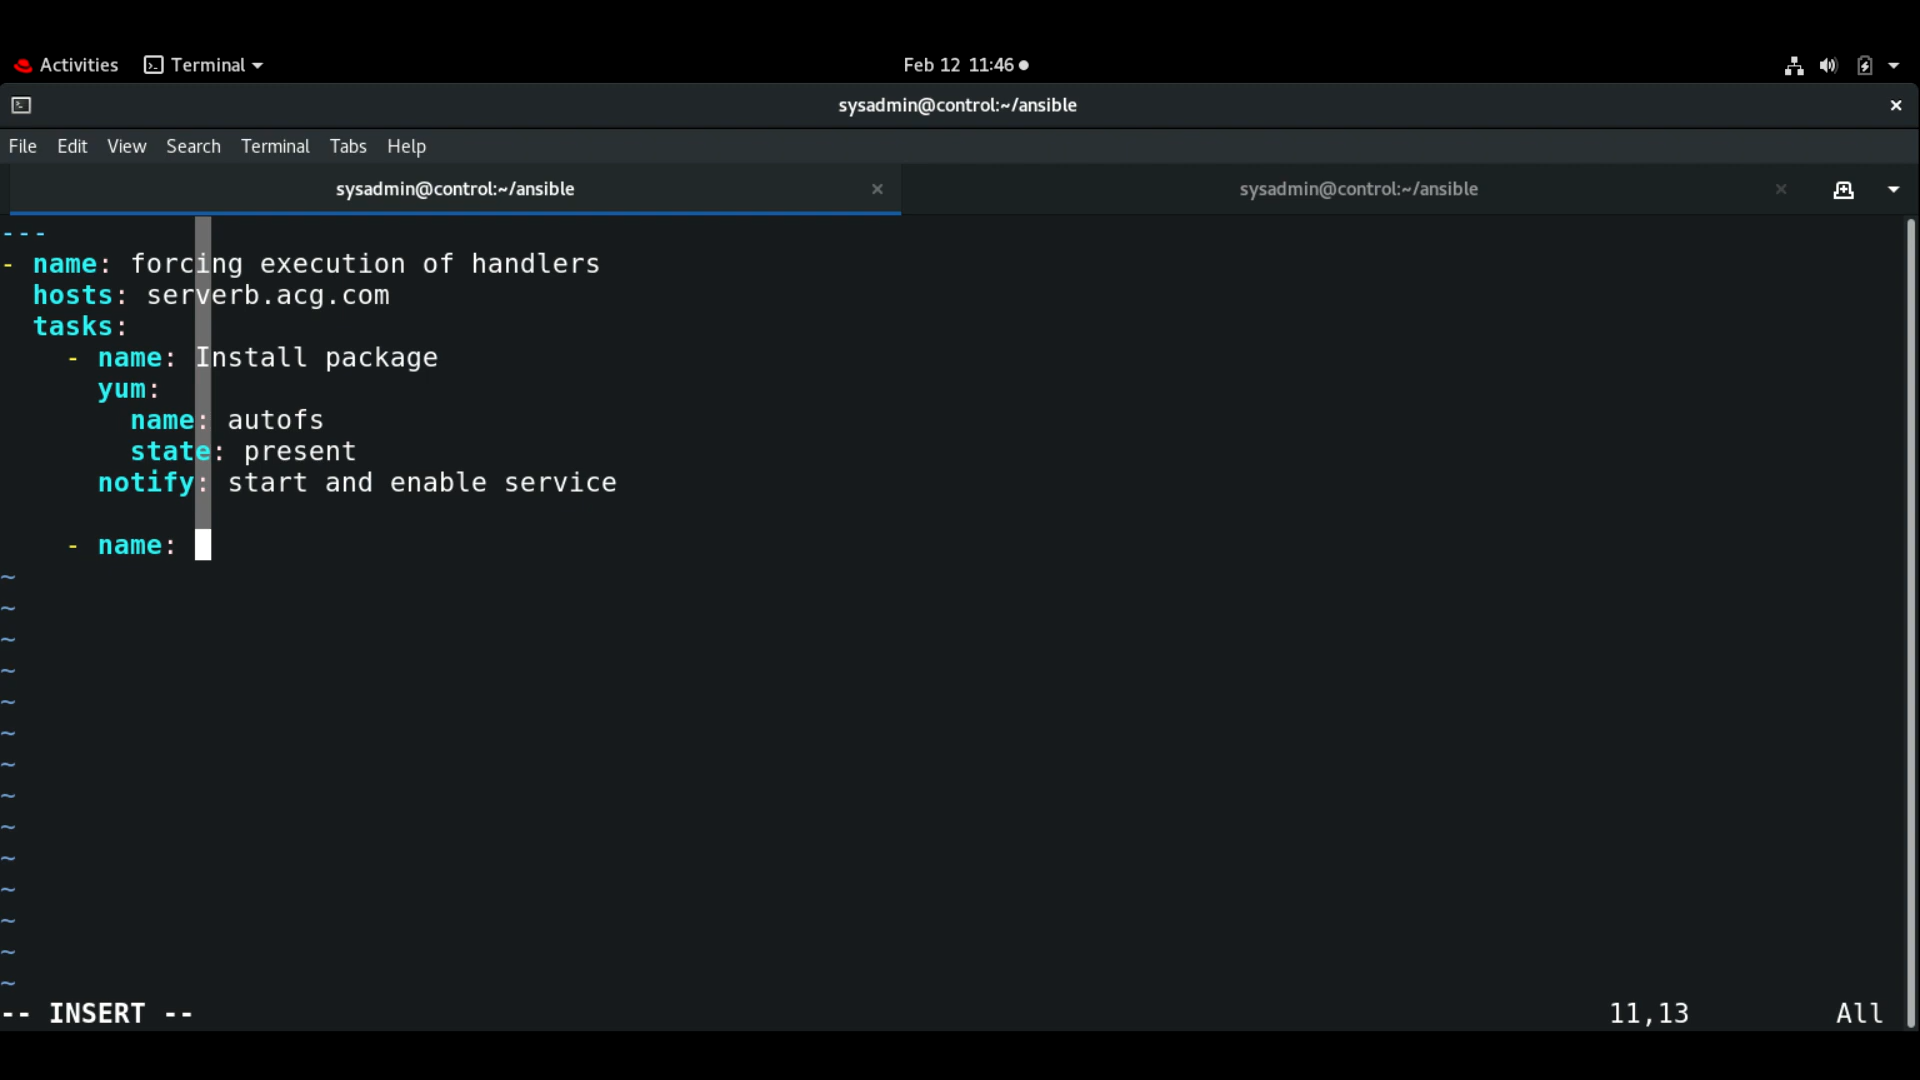 Activities Terminal Feb 12 11:46
sysadmin@control:~/ansible
File Edit View Search Terminal Tabs Help
sysadmin@control:~/ansible sysadmin@control:~/ansible
---
- name: forcing execution of handlers
  hosts: serverb.acg.com
  tasks:
    - name: Install package
      yum:
        name: autofs
        state: present
      notify: start and enable service
    - name:
~
~
~
~
~
~
~
~
~
~
~
~
~
~
-- INSERT -- 11,13 All